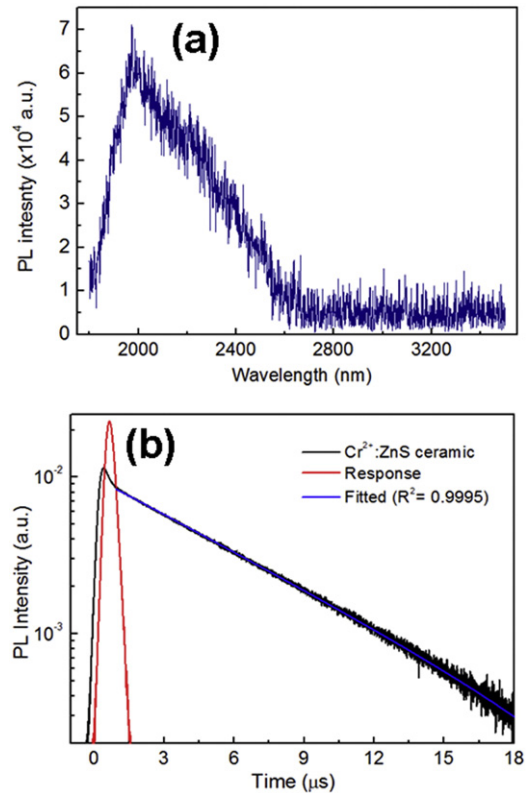 (a)
PL intesnty (x10⁴ a.u.)
7
6
5
4
3
2
1
0
2000 2400 2800 3200
Wavelength (nm)
(b)
Cr²⁺:ZnS ceramic
Response
Fitted (R²= 0.9995)
PL Intensity (a.u.)
10⁻²
10⁻³
0 3 6 9 12 15 18
Time (μs)